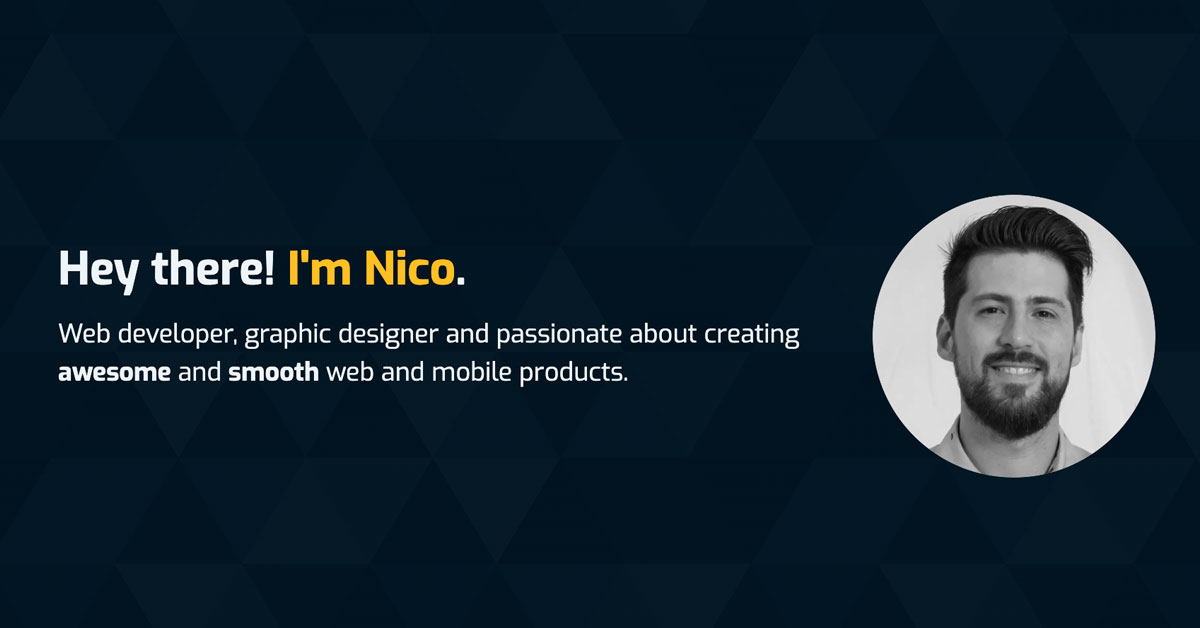 Hey there! I'm Nico.
Web developer, graphic designer and passionate about creating
awesome and smooth web and mobile products.